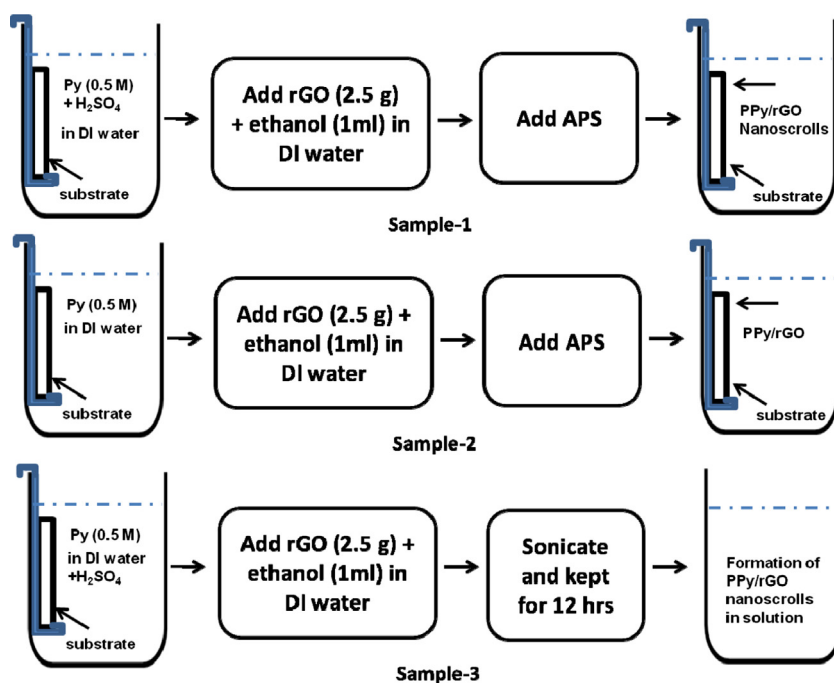 Py (0.5 M)
+ H₂SO₄
in DI water
substrate
Add rGO (2.5 g)
+ ethanol (1ml) in
DI water
Add APS
PPy/rGO
Nanoscrolls
substrate
Sample-1
Py (0.5 M)
in DI water
substrate
Add rGO (2.5 g) +
ethanol (1ml) in
DI water
Add APS
PPy/rGO
substrate
Sample-2
Py (0.5 M)
in DI water
+H₂SO₄
substrate
Add rGO (2.5 g) +
ethanol (1ml) in
DI water
Sonicate
and kept
for 12 hrs
Formation of
PPy/rGO
nanoscrolls
in solution
Sample-3